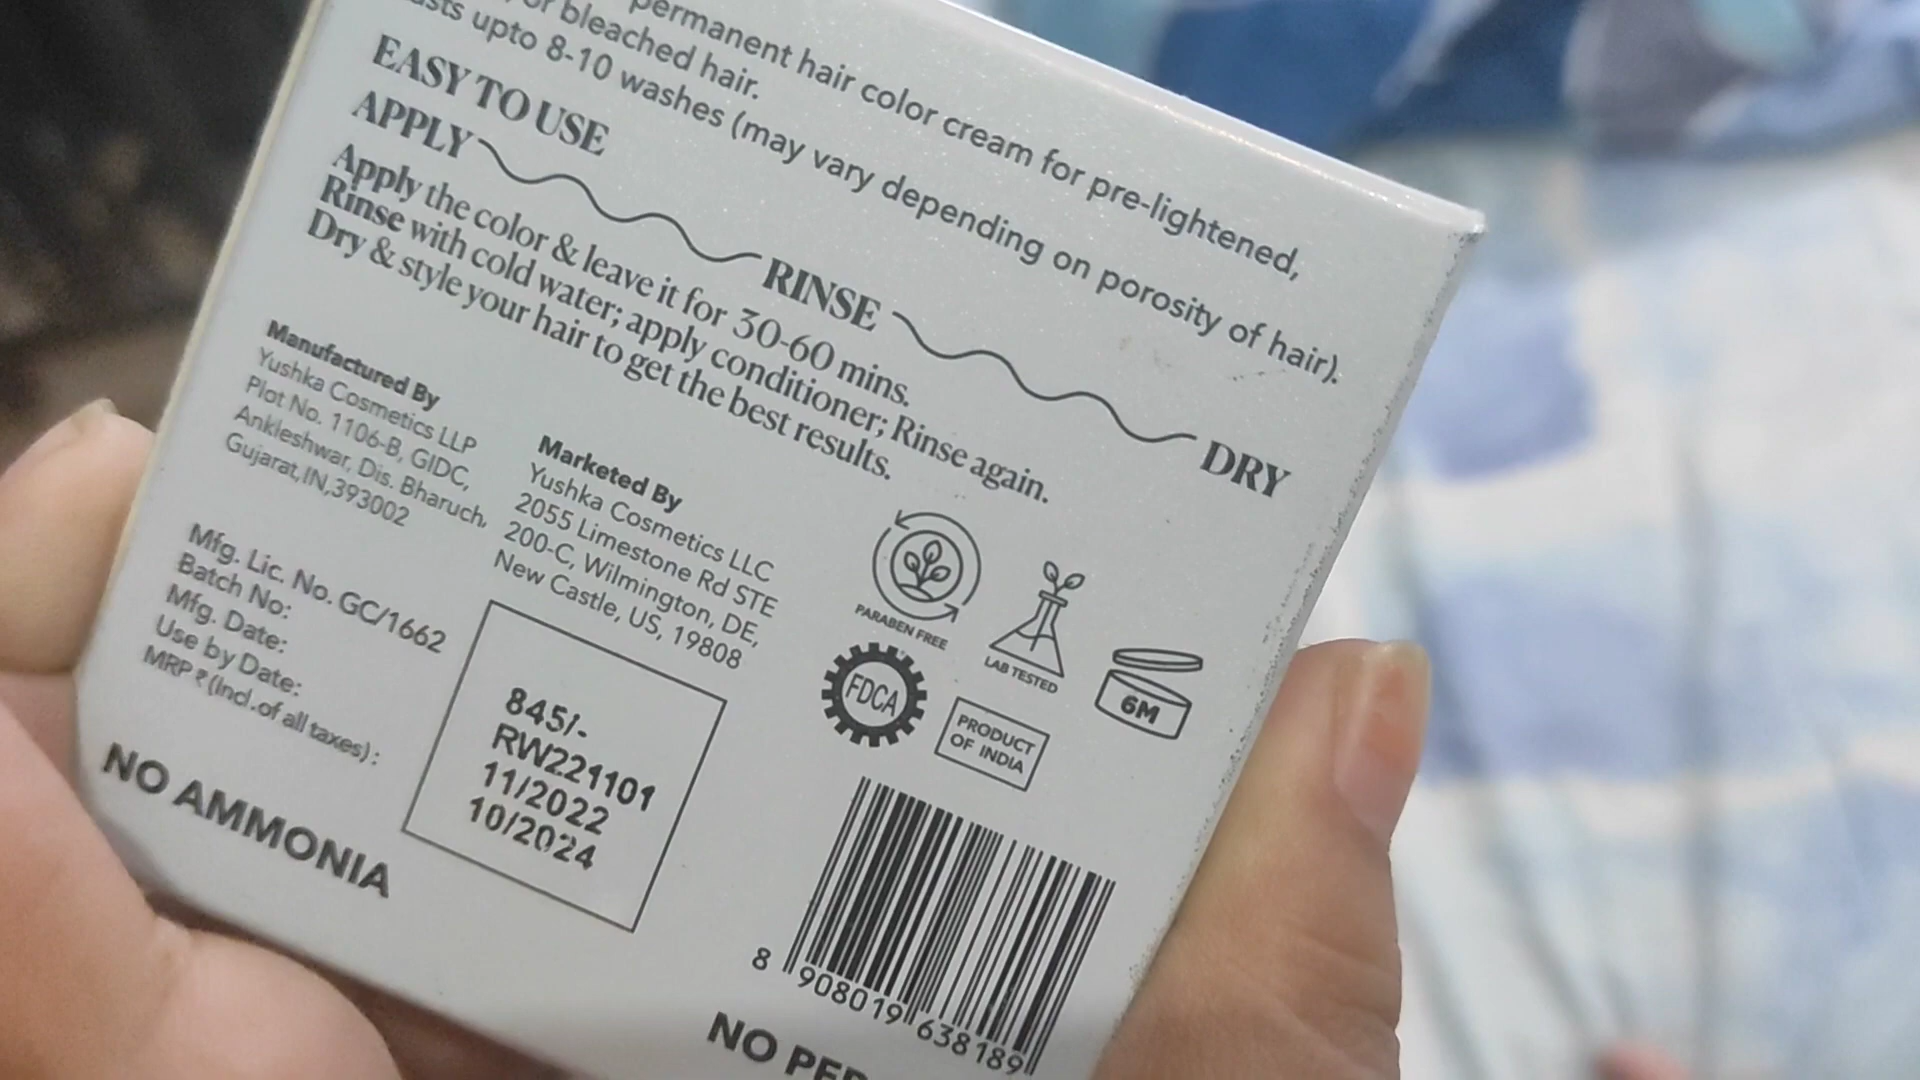 permanent hair color cream for pre-lightened,
or bleached hair.
upto 8-10 washes (may vary depending on porosity of hair).
EASY TO USE
APPLY RINSE DRY
Apply the color & leave it for 30-60 mins.
Rinse with cold water; apply conditioner; Rinse again.
Dry & style your hair to get the best results.
Manufactured By
Yushka Cosmetics LLP
Plot No. 1106-B, GIDC,
Ankleshwar, Dis. Bharuch,
Gujarat,IN,393002
Marketed By
Yushka Cosmetics LLC
2055 Limestone Rd STE
200-C, Wilmington, DE,
New Castle, US, 19808
Mfg. Lic. No. GC/1662
Batch No:
Mfg. Date:
Use by Date:
MRP ₹ (Incl.of all taxes) :
845/-
RW221101
11/2022
10/2024
PARABEN FREE
LAB TESTED
6M
FDCA
PRODUCT
OF INDIA
NO AMMONIA
8 908019 638189
NO